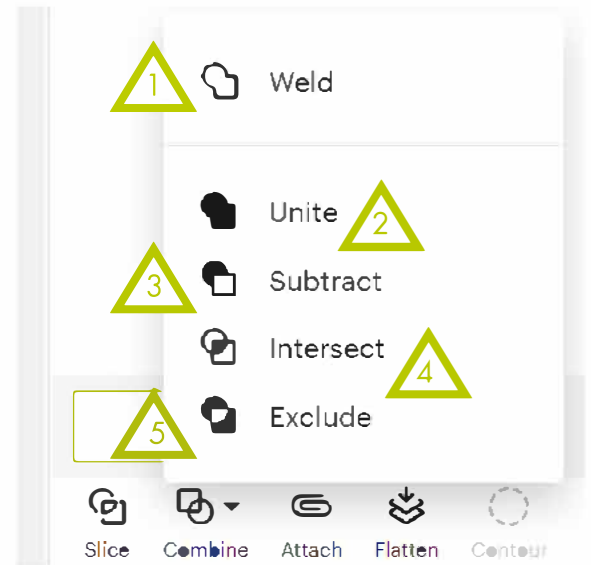 1 Weld
Unite 2
3 Subtract
Intersect 4
5 Exclude
Slice Combine Attach Flatten Contour